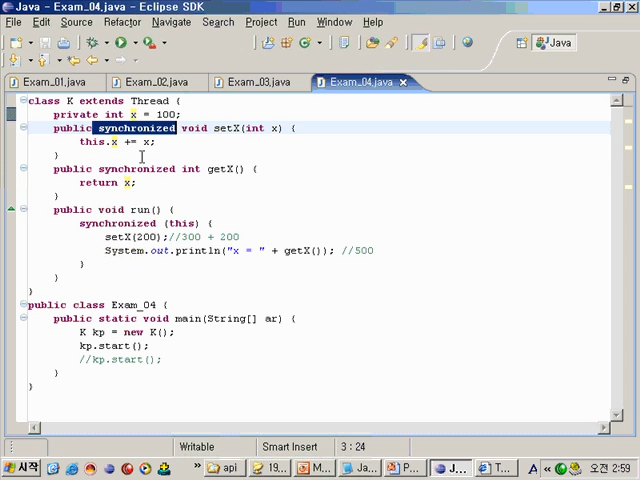 Java - Exam_04.java - Eclipse SDK
File Edit Source Refactor Navigate Search Project Run Window Help
Java
Exam_01.java Exam_02.java Exam_03.java Exam_04.java
class K extends Thread {
private int x = 100;
public synchronized void setX(int x) {
this.x += x;
}
public synchronized int getX() {
return x;
}
public void run() {
synchronized (this) {
setX(200);//300 + 200
System.out.println("x = " + getX()); //500
}
}
}
public class Exam_04 {
public static void main(String[] ar) {
K kp = new K();
kp.start();
//kp.start();
}
}
Writable Smart Insert 3 : 24
시작 » api 19... M... Ja... P... J... T... A « 오후 2:59